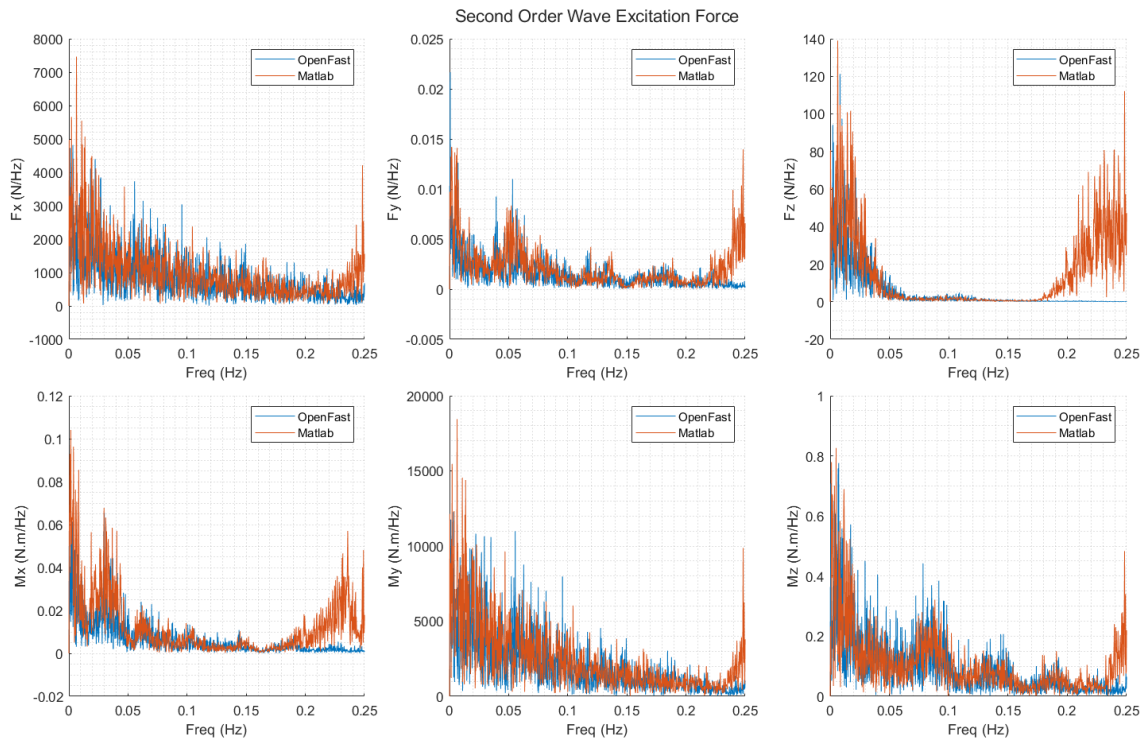 Second Order Wave Excitation Force
8000
7000
6000
5000
4000
3000
2000
1000
0
-1000
Fx (N/Hz)
OpenFast
Matlab
0 0.05 0.1 0.15 0.2 0.25
Freq (Hz)
0.025
0.02
0.015
0.01
0.005
0
-0.005
Fy (N/Hz)
OpenFast
Matlab
0 0.05 0.1 0.15 0.2 0.25
Freq (Hz)
140
120
100
80
60
40
20
0
-20
Fz (N/Hz)
OpenFast
Matlab
0 0.05 0.1 0.15 0.2 0.25
Freq (Hz)
0.12
0.1
0.08
0.06
0.04
0.02
0
-0.02
Mx (N.m/Hz)
OpenFast
Matlab
0 0.05 0.1 0.15 0.2 0.25
Freq (Hz)
20000
15000
10000
5000
0
My (N.m/Hz)
OpenFast
Matlab
0 0.05 0.1 0.15 0.2 0.25
Freq (Hz)
1
0.8
0.6
0.4
0.2
0
Mz (N.m/Hz)
OpenFast
Matlab
0 0.05 0.1 0.15 0.2 0.25
Freq (Hz)